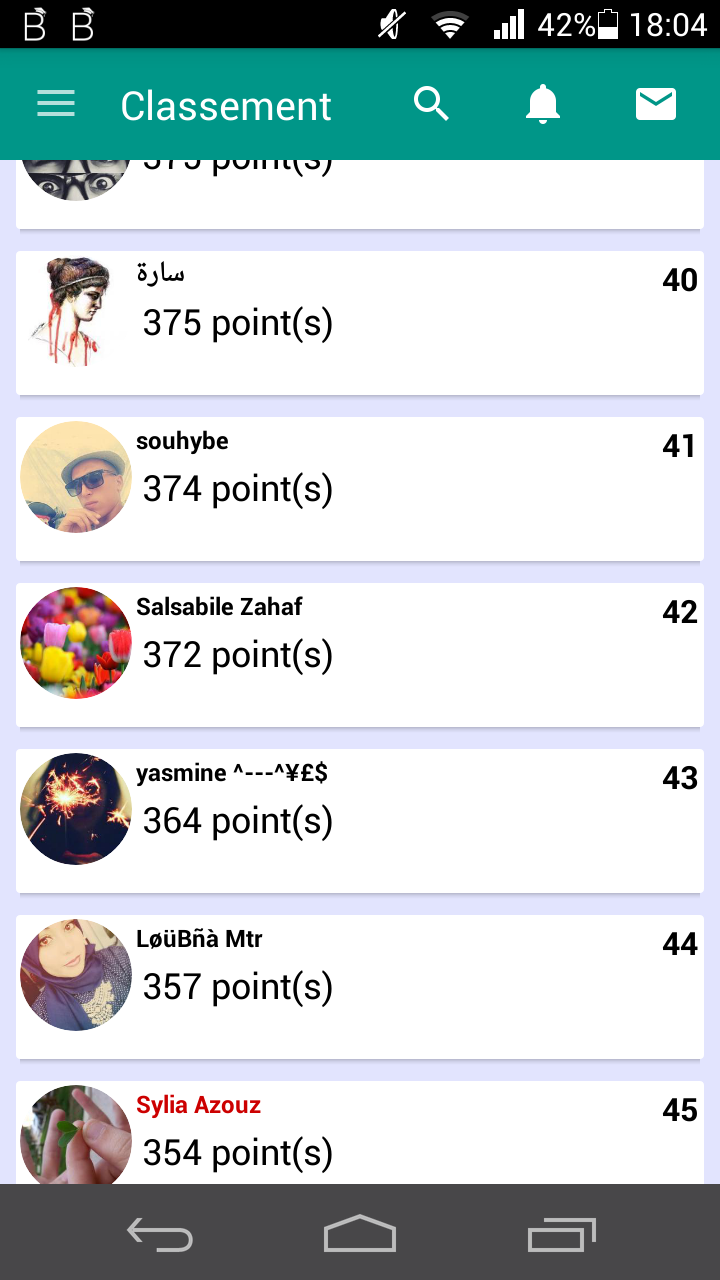 42% 18:04
Classement
375 point(s)
سارة
40
375 point(s)
souhybe
41
374 point(s)
Salsabile Zahaf
42
372 point(s)
yasmine ^---^¥£$
43
364 point(s)
LøüBñà Mtr
44
357 point(s)
Sylia Azouz
45
354 point(s)